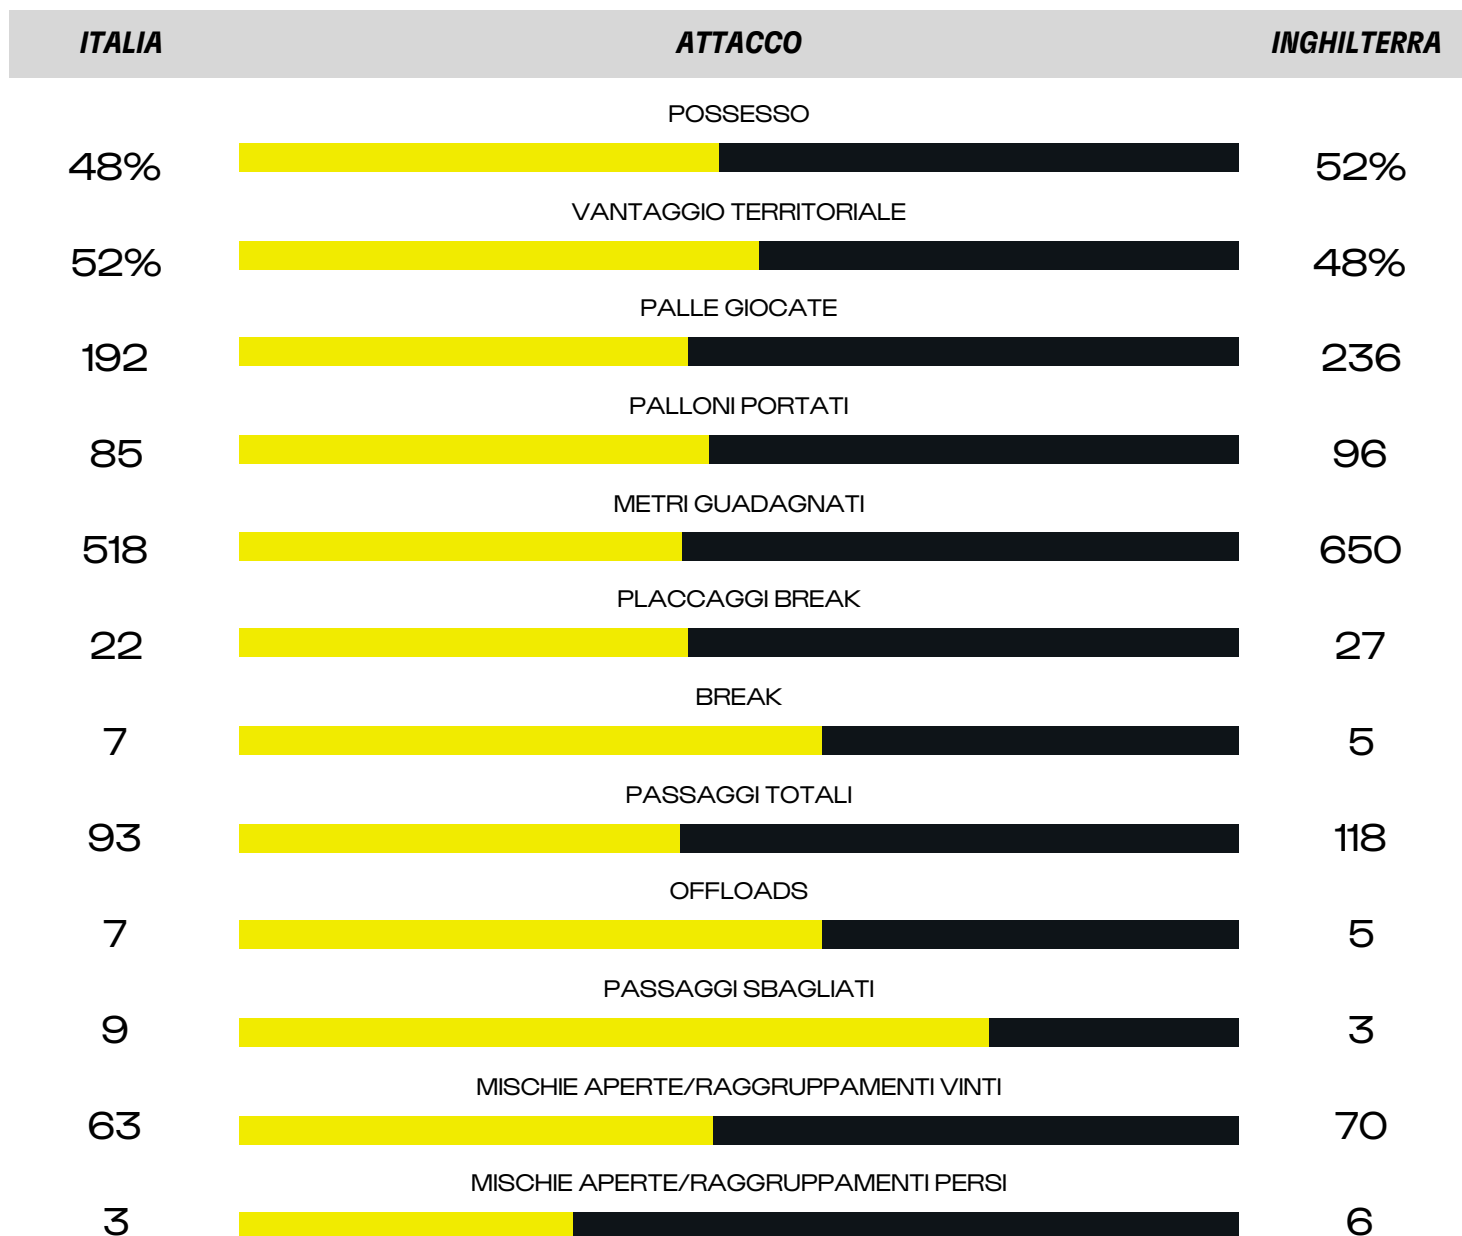 ITALIA ATTACCO INGHILTERRA
POSSESSO
48% 52%
VANTAGGIO TERRITORIALE
52% 48%
PALLE GIOCATE
192 236
PALLONI PORTATI
85 96
METRI GUADAGNATI
518 650
PLACCAGGI BREAK
22 27
BREAK
7 5
PASSAGGI TOTALI
93 118
OFFLOADS
7 5
PASSAGGI SBAGLIATI
9 3
MISCHIE APERTE/RAGGRUPPAMENTI VINTI
63 70
MISCHIE APERTE/RAGGRUPPAMENTI PERSI
3 6